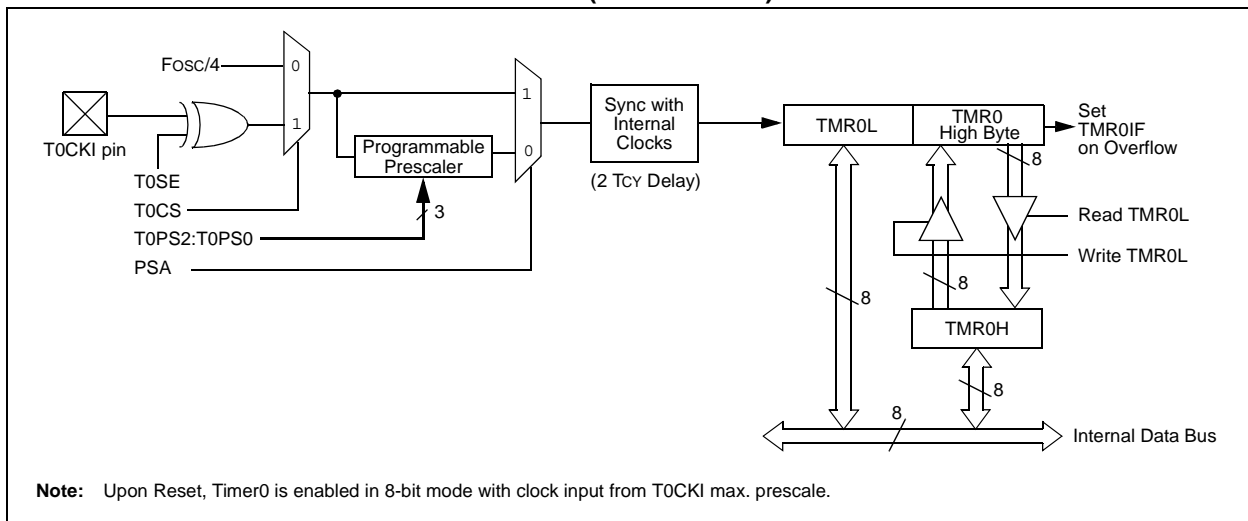 FOSC/4
0
1
T0CKI pin
T0SE
T0CS
T0PS2:T0PS0
PSA
Programmable
Prescaler
3
1
0
Sync with
Internal
Clocks
(2 TCY Delay)
TMR0L
TMR0
High Byte
Set
TMR0IF
on Overflow
8
Read TMR0L
Write TMR0L
8
8
TMR0H
8
8
Internal Data Bus
Note: Upon Reset, Timer0 is enabled in 8-bit mode with clock input from T0CKI max. prescale.